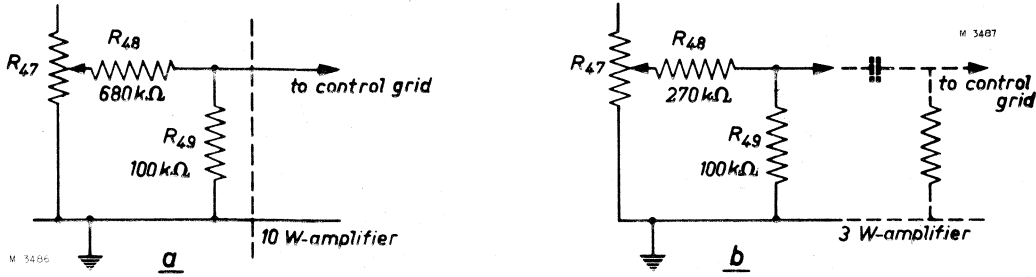 R47
R48
680 kΩ
to control grid
R49
100 kΩ
10 W-amplifier
M 3486
a
M 3487
R47
R48
270 kΩ
to control
grid
R49
100 kΩ
3 W-amplifier
b